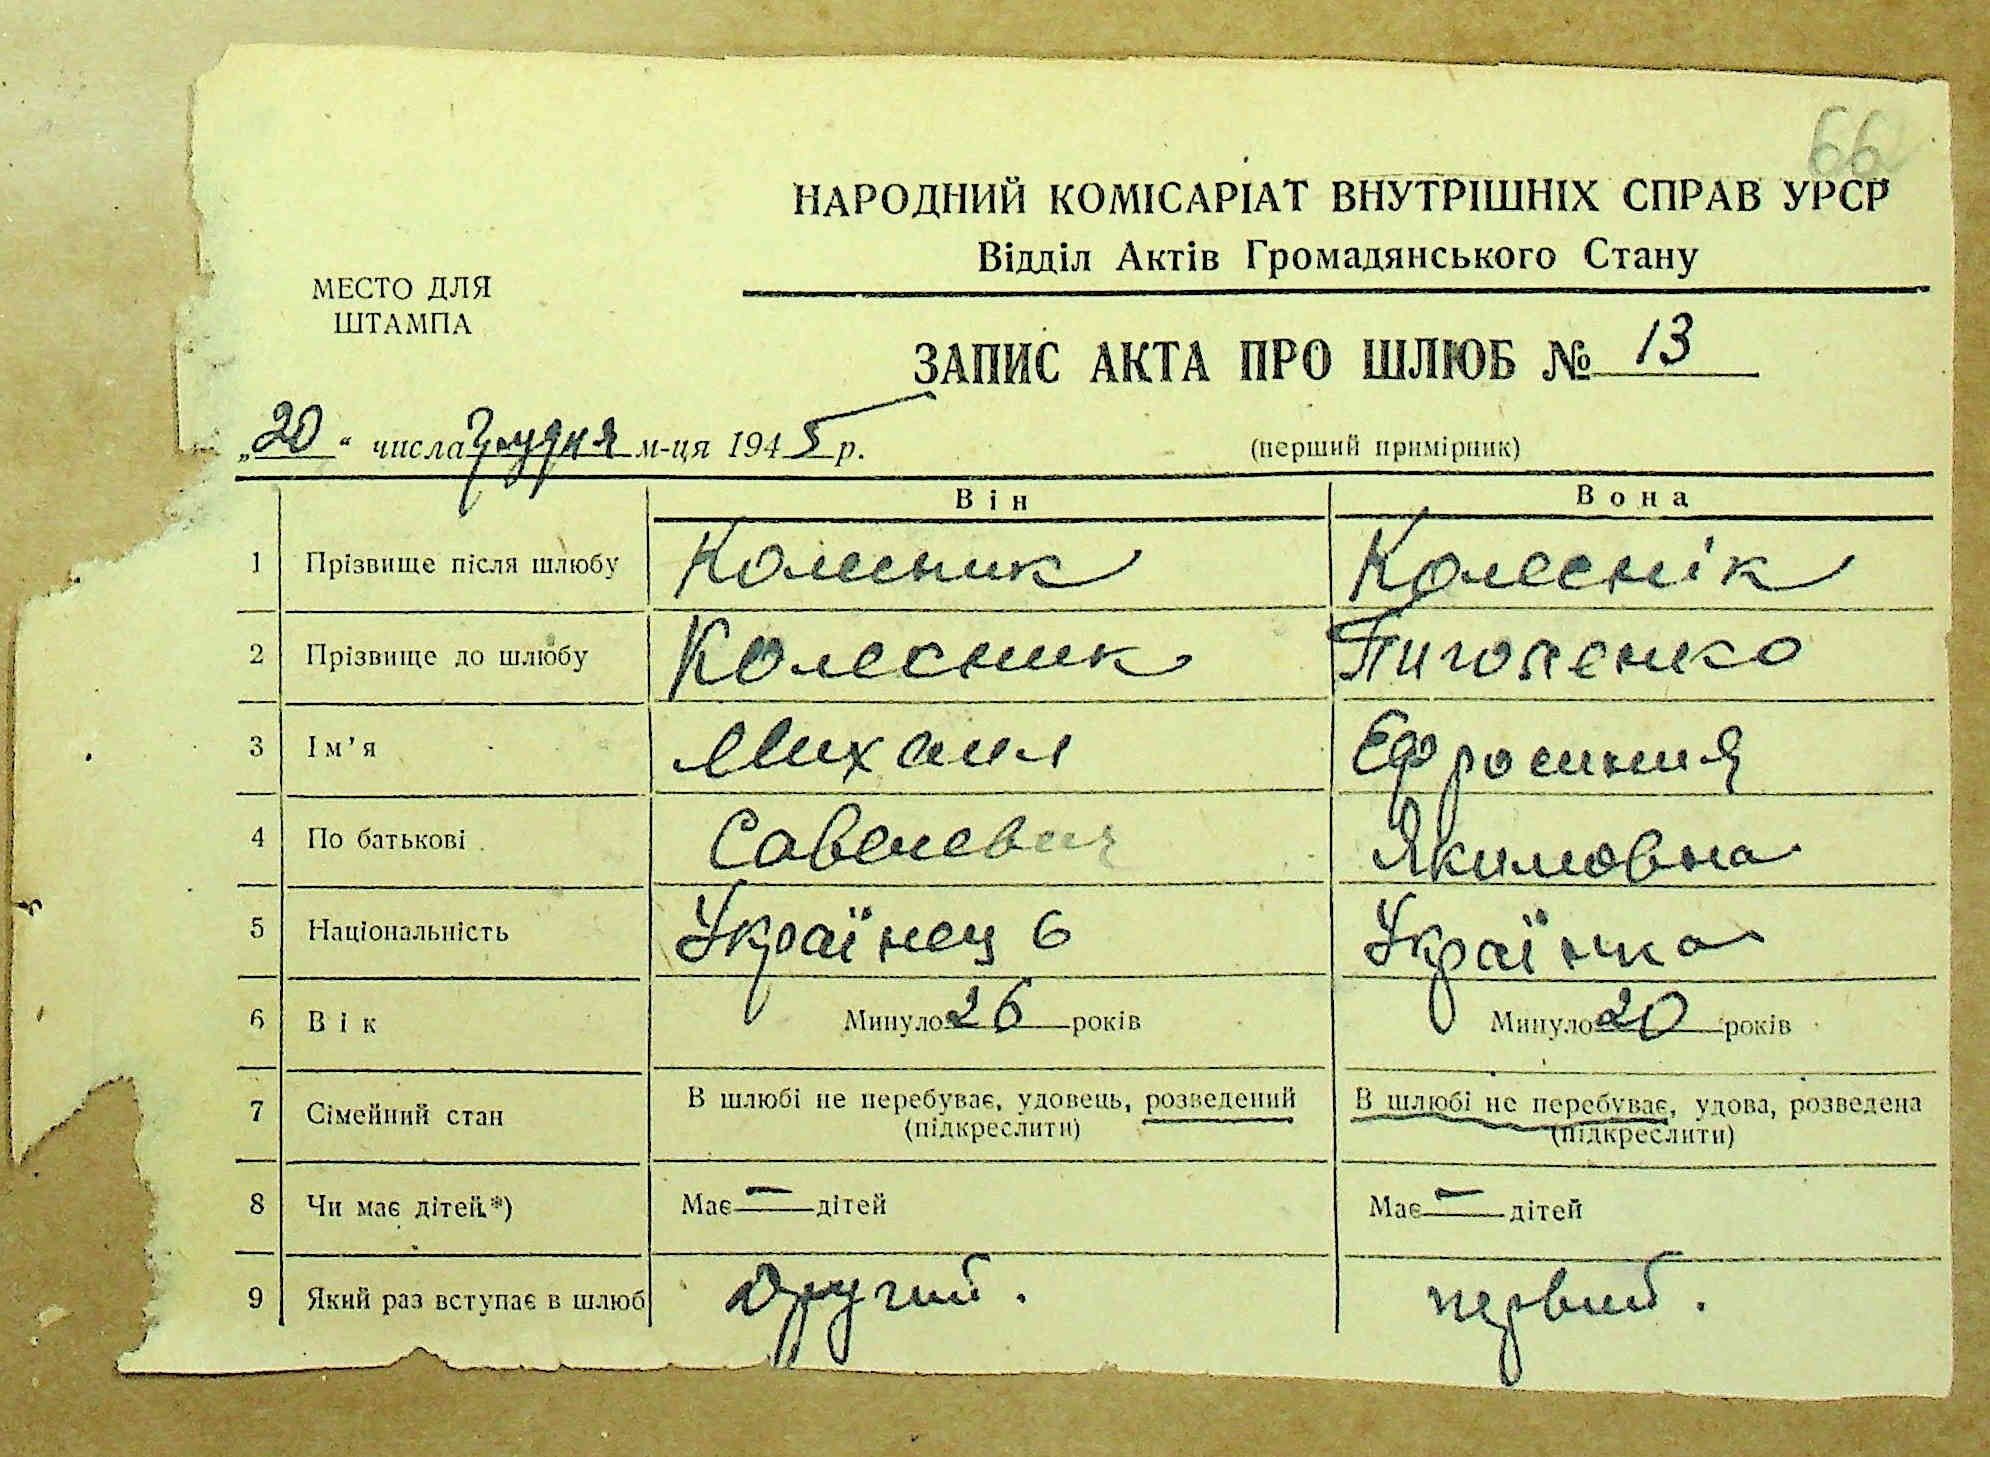 66
НАРОДНИЙ КОМІСАРІАТ ВНУТРІШНІХ СПРАВ УРСР
Відділ Актів Громадянського Стану
МЕСТО ДЛЯ
ШТАМПА
ЗАПИС АКТА ПРО ШЛЮБ № 13
„20“ числа грудня м-ця 1945 р.
(перший примірник)
Він Вона
1 Прізвище після шлюбу Колесник Колеснік
2 Прізвище до шлюбу Колесник
3 Ім’я Михаил Ефросиния
4 По батькові Савелевич Якимовна
5 Національність Українець Українка
6 Вік Минуло 26 років Минуло 20 років
7 Сімейний стан В шлюбі не перебуває, удовець, розведений В шлюбі не перебуває, удова, розведена
(підкреслити) (підкреслити)
8 Чи має дітей *) Має — дітей Має — дітей
9 Який раз вступає в шлюб Другий. первий.